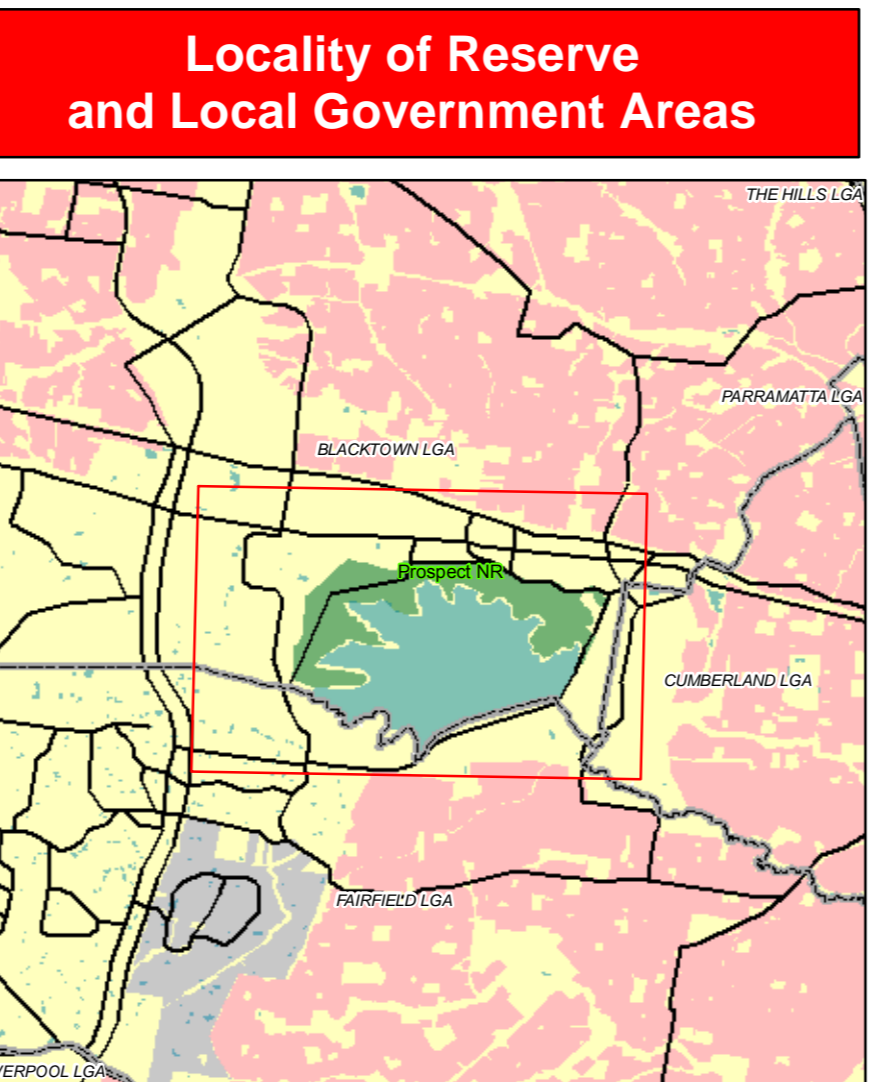 Locality of Reserve
and Local Government Areas
THE HILLS LGA
PARRAMATTA LGA
BLACKTOWN LGA
Prospect NR
CUMBERLAND LGA
FAIRFIELD LGA
VERPOOL LGA